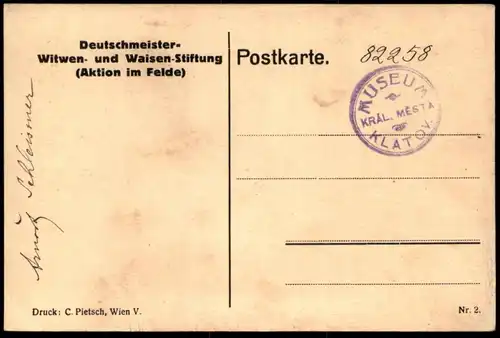 Deutschmeister-
Witwen- und Waisen-Stiftung
(Aktion im Felde)
Postkarte.
82258
MUSEUM
KRÁL. MĚSTA
KLATOV.
Druck: C. Pietsch, Wien V.
Nr. 2.